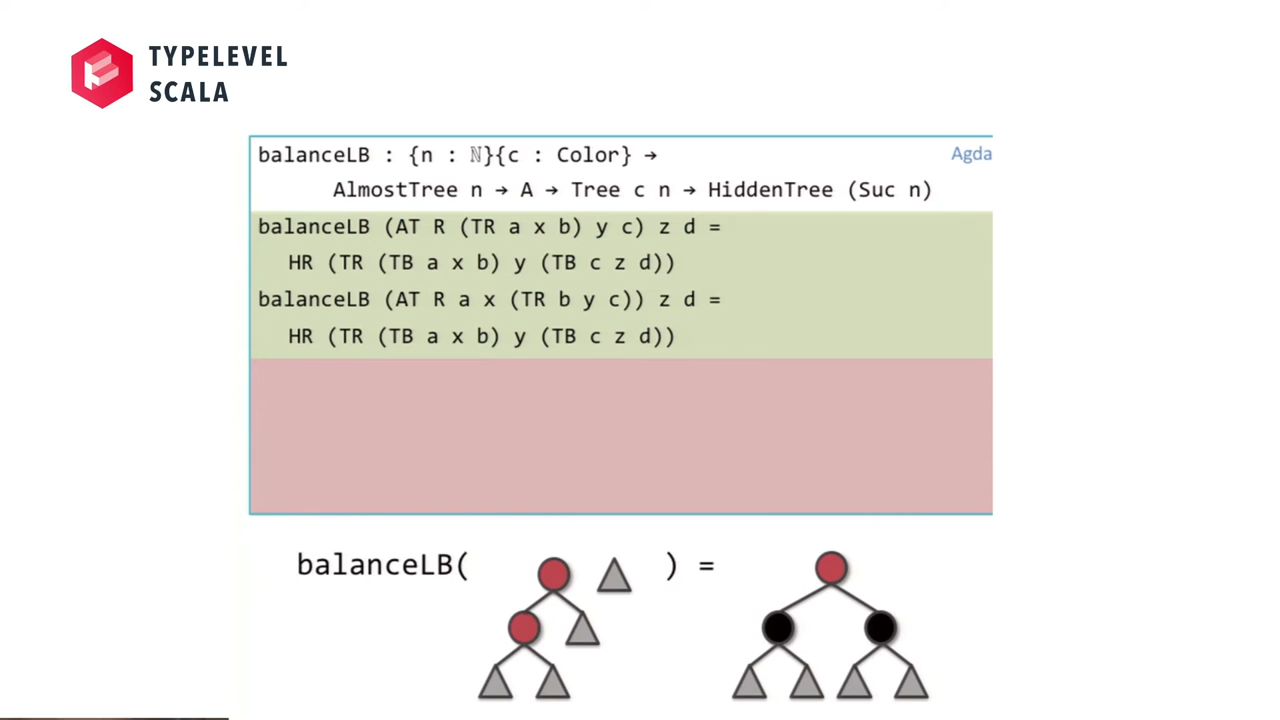 TYPELEVEL
SCALA
balanceLB : {n : ℕ}{c : Color} → Agda
AlmostTree n → A → Tree c n → HiddenTree (Suc n)
balanceLB (AT R (TR a x b) y c) z d =
HR (TR (TB a x b) y (TB c z d))
balanceLB (AT R a x (TR b y c)) z d =
HR (TR (TB a x b) y (TB c z d))
balanceLB( ) =